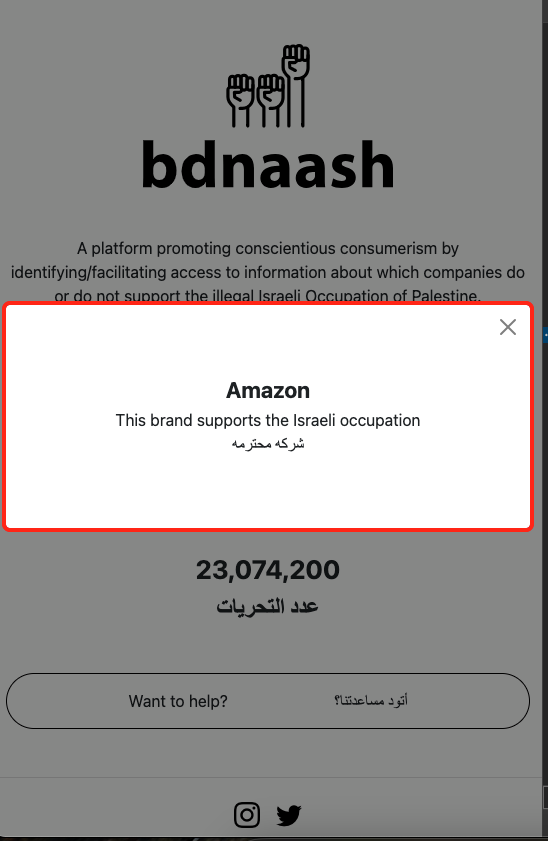 bdnaash
A platform promoting conscientious consumerism by
identifying/facilitating access to information about which companies do
or do not support the illegal Israeli Occupation of Palestine.
Amazon
This brand supports the Israeli occupation
شركه محترمه
23,074,200
عدد التحريات
Want to help? أتود مساعدتنا؟